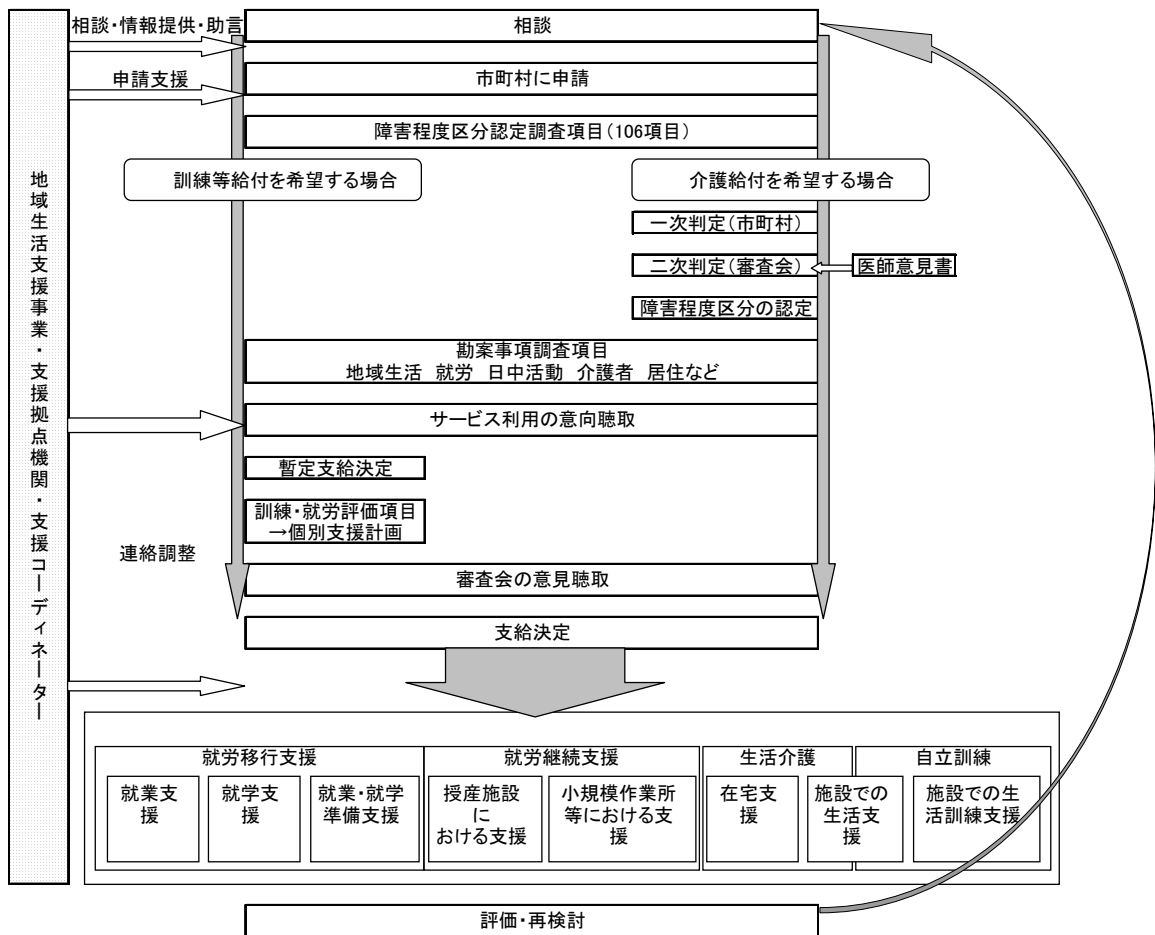 相談・情報提供・助言
相談
申請支援
市町村に申請
障害程度区分認定調査項目(106項目)
訓練等給付を希望する場合
介護給付を希望する場合
一次判定(市町村)
二次判定(審査会)
医師意見書
障害程度区分の認定
勘案事項調査項目
地域生活 就労 日中活動 介護者 居住など
サービス利用の意向聴取
暫定支給決定
訓練・就労評価項目
→個別支援計画
連絡調整
審査会の意見聴取
支給決定
地域生活支援事業・支援拠点機関・支援コーディネーター
就労移行支援
就業支
援
就学支
援
就業・就学
準備支援
就労継続支援
授産施設
に
おける支援
小規模作業所
等における支
援
生活介護
在宅支
援
施設での
生活支
援
自立訓練
施設での生
活訓練支援
評価・再検討